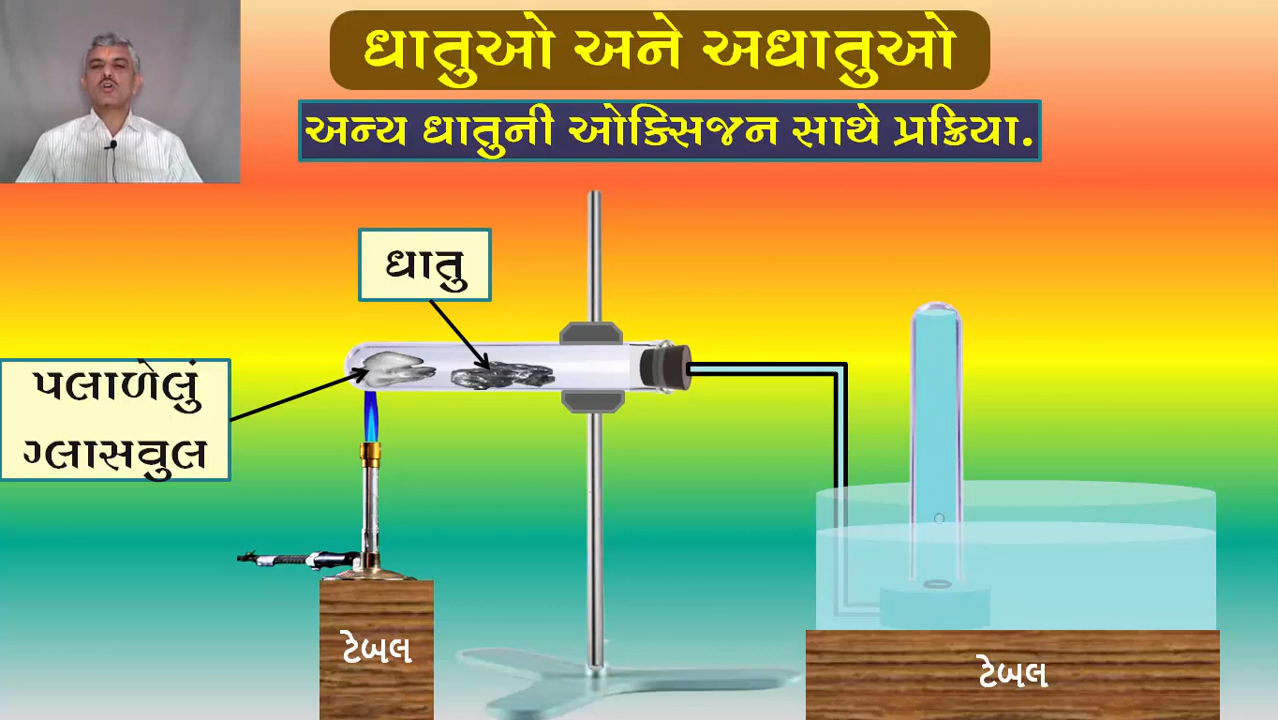 ધાતુઓ અને અધાતુઓ
અન્ય ધાતુની ઓક્સિજન સાથે પ્રક્રિયા.
ધાતુ
પલાળેલું
ગ્લાસવુલ
ટેબલ
ટેબલ